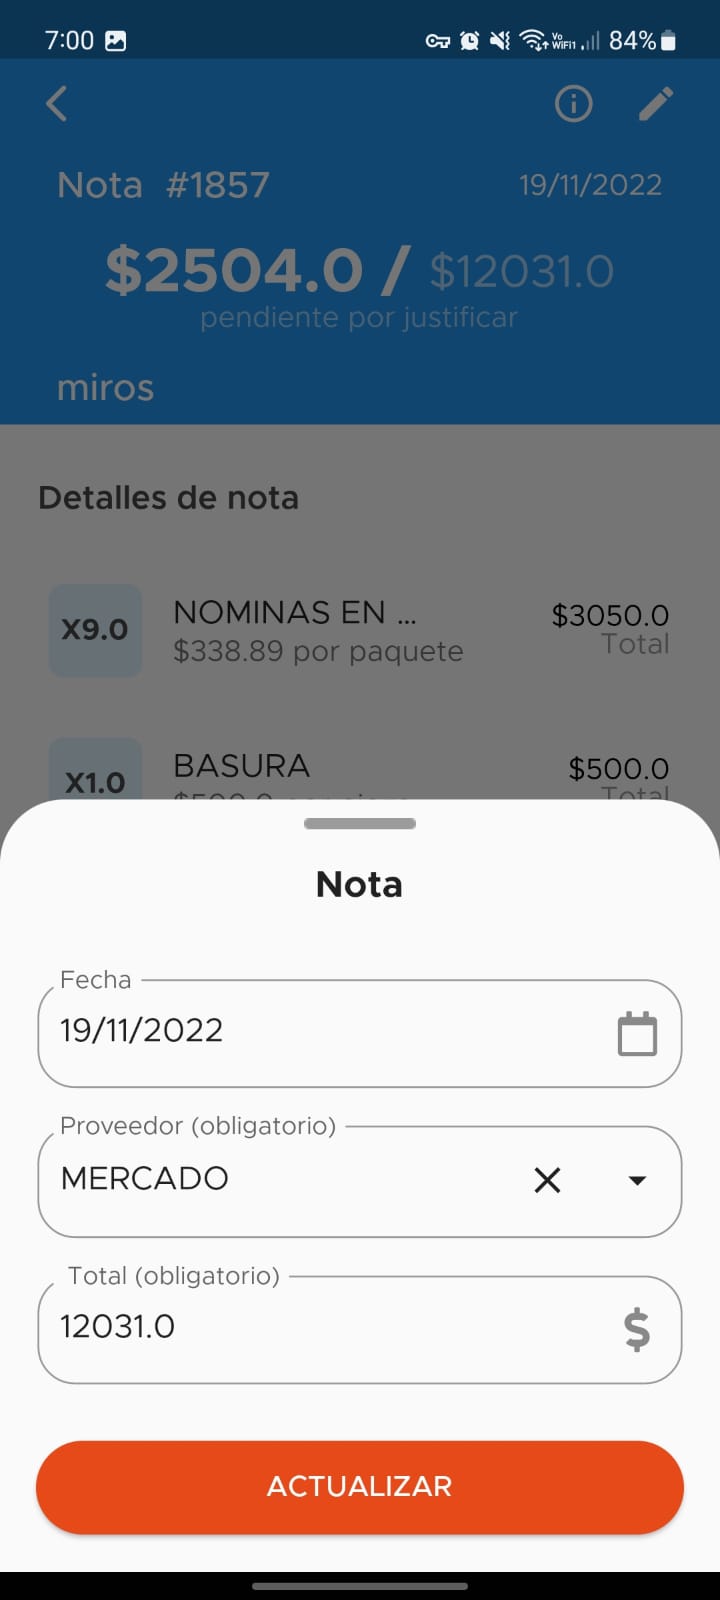 7:00
Vo
WiFi1
84%
Nota #1857
19/11/2022
$2504.0 / $12031.0
pendiente por justificar
miros
Detalles de nota
X9.0
NOMINAS EN ...
$3050.0
$338.89 por paquete
Total
X1.0
BASURA
$500.0
Total
Nota
Fecha
19/11/2022
Proveedor (obligatorio)
MERCADO
Total (obligatorio)
12031.0
$
ACTUALIZAR